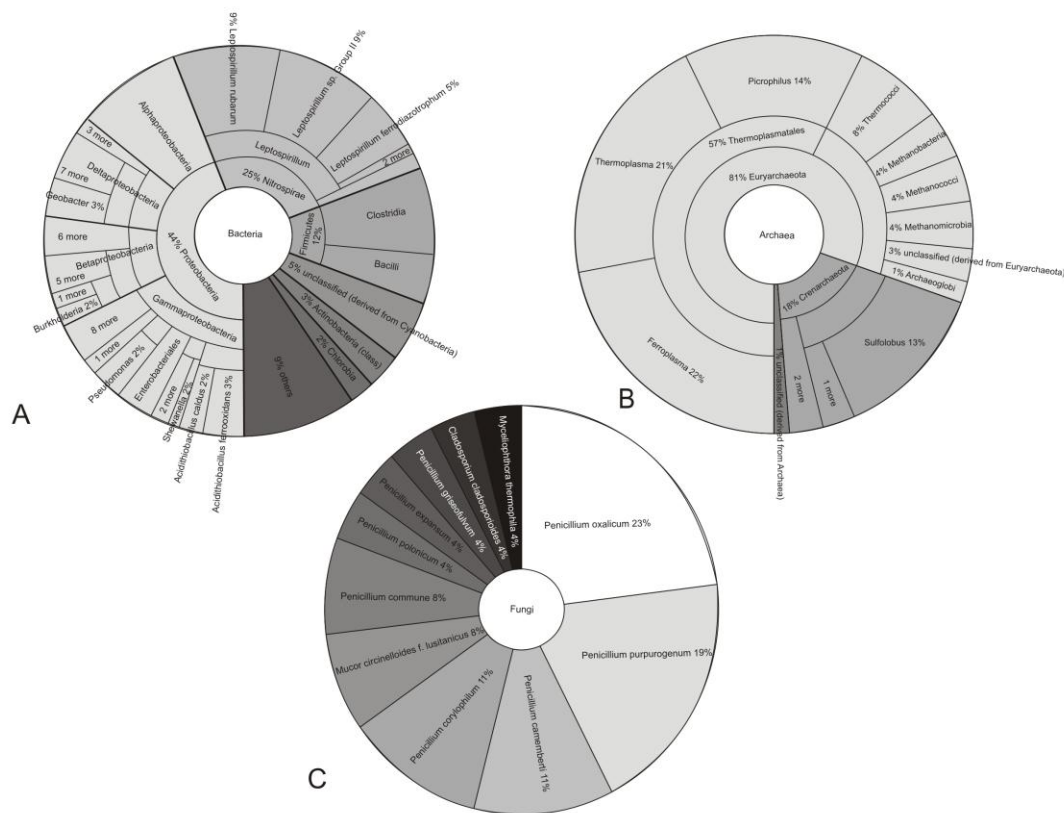 A
Bacteria
44% Proteobacteria
Alphaproteobacteria
3 more
Deltaproteobacteria
7 more
Geobacter 3%
6 more
Betaproteobacteria
5 more
1 more
Burkholderia 2%
Gammaproteobacteria
8 more
1 more
Pseudomonas 2%
Enterobacteriales
2 more
Shewanella 2%
Acidithiobacillus caldus 2%
Acidithiobacillus ferrooxidans 3%
25% Nitrospirae
Leptospirillum
9% Leptospirillum rubarum
Leptospirillum sp. Group II 9%
Leptospirillum ferrodiazotrophum 5%
2 more
Firmicutes
12%
Clostridia
Bacilli
5% unclassified (derived from Cyanobacteria)
3% Actinobacteria (class)
2% Chlorobia
9% others
B
Archaea
81% Euryarchaeota
57% Thermoplasmatales
Thermoplasma 21%
Picrophilus 14%
Ferroplasma 22%
8% Thermococci
4% Methanobacteria
4% Methanococci
4% Methanomicrobia
3% unclassified (derived from Euryarchaeota)
1% Archaeoglobi
18% Crenarchaeota
Sulfolobus 13%
1 more
2 more
1% unclassified (derived from Archaea)
C
Fungi
Penicillium oxalicum 23%
Penicillium purpurogenum 19%
Penicillium camemberti 11%
Penicillium corylophilum 11%
Mucor circinelloides f. lusitanicus 8%
Penicillium commune 8%
Penicillium polonicum 4%
Penicillium expansum 4%
Penicillium griseofulvum 4%
Cladosporium cladosporioides 4%
Myceliophthora thermophila 4%